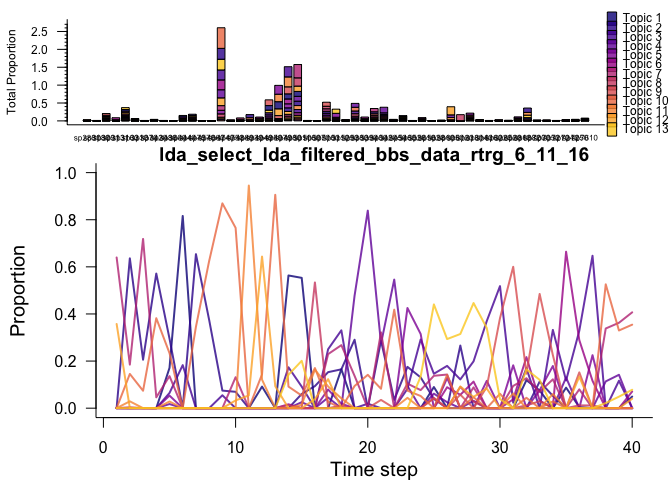 Total Proportion
2.5
2.0
1.5
1.0
0.5
0.0
Topic 1
Topic 2
Topic 3
Topic 4
Topic 5
Topic 6
Topic 7
Topic 8
Topic 9
Topic 10
Topic 11
Topic 12
Topic 13
lda_select_lda_filtered_bbs_data_rtrg_6_11_16
Proportion
1.0
0.8
0.6
0.4
0.2
0.0
0
10
20
30
40
Time step